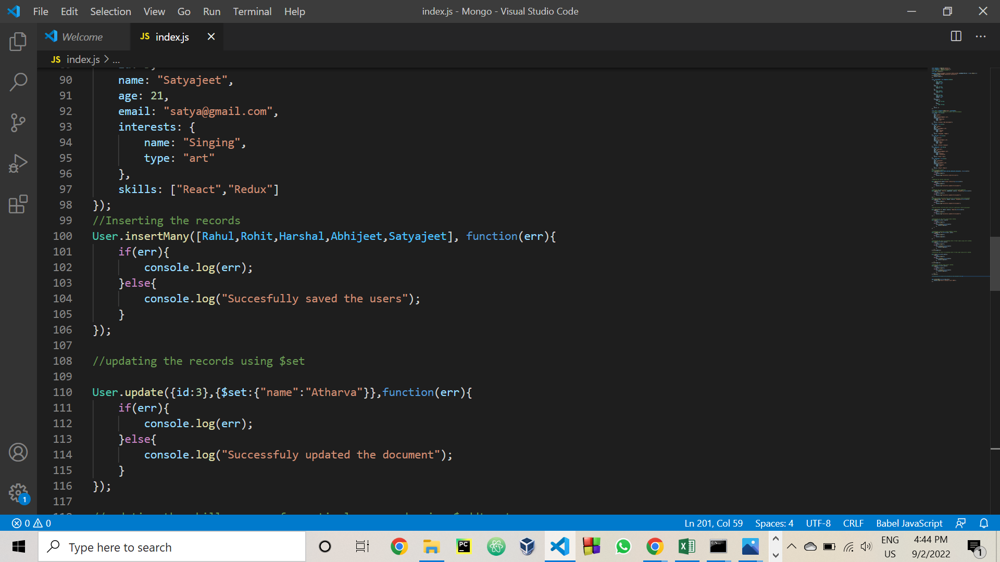 File Edit Selection View Go Run Terminal Help index.js - Mongo - Visual Studio Code
Welcome JS index.js
JS index.js > ...
90 name: "Satyajeet",
91 age: 21,
92 email: "satya@gmail.com",
93 interests: {
94 name: "Singing",
95 type: "art"
96 },
97 skills: ["React","Redux"]
98 });
99 //Inserting the records
100 User.insertMany([Rahul,Rohit,Harshal,Abhijeet,Satyajeet], function(err){
101 if(err){
102 console.log(err);
103 }else{
104 console.log("Succesfully saved the users");
105 }
106 });
107
108 //updating the records using $set
109
110 User.update({id:3},{$set:{"name":"Atharva"}},function(err){
111 if(err){
112 console.log(err);
113 }else{
114 console.log("Successfuly updated the document");
115 }
116 });
117
1
0 0 Ln 201, Col 59 Spaces: 4 UTF-8 CRLF Babel JavaScript
Type here to search
PC
ENG
US
4:44 PM
9/2/2022
1